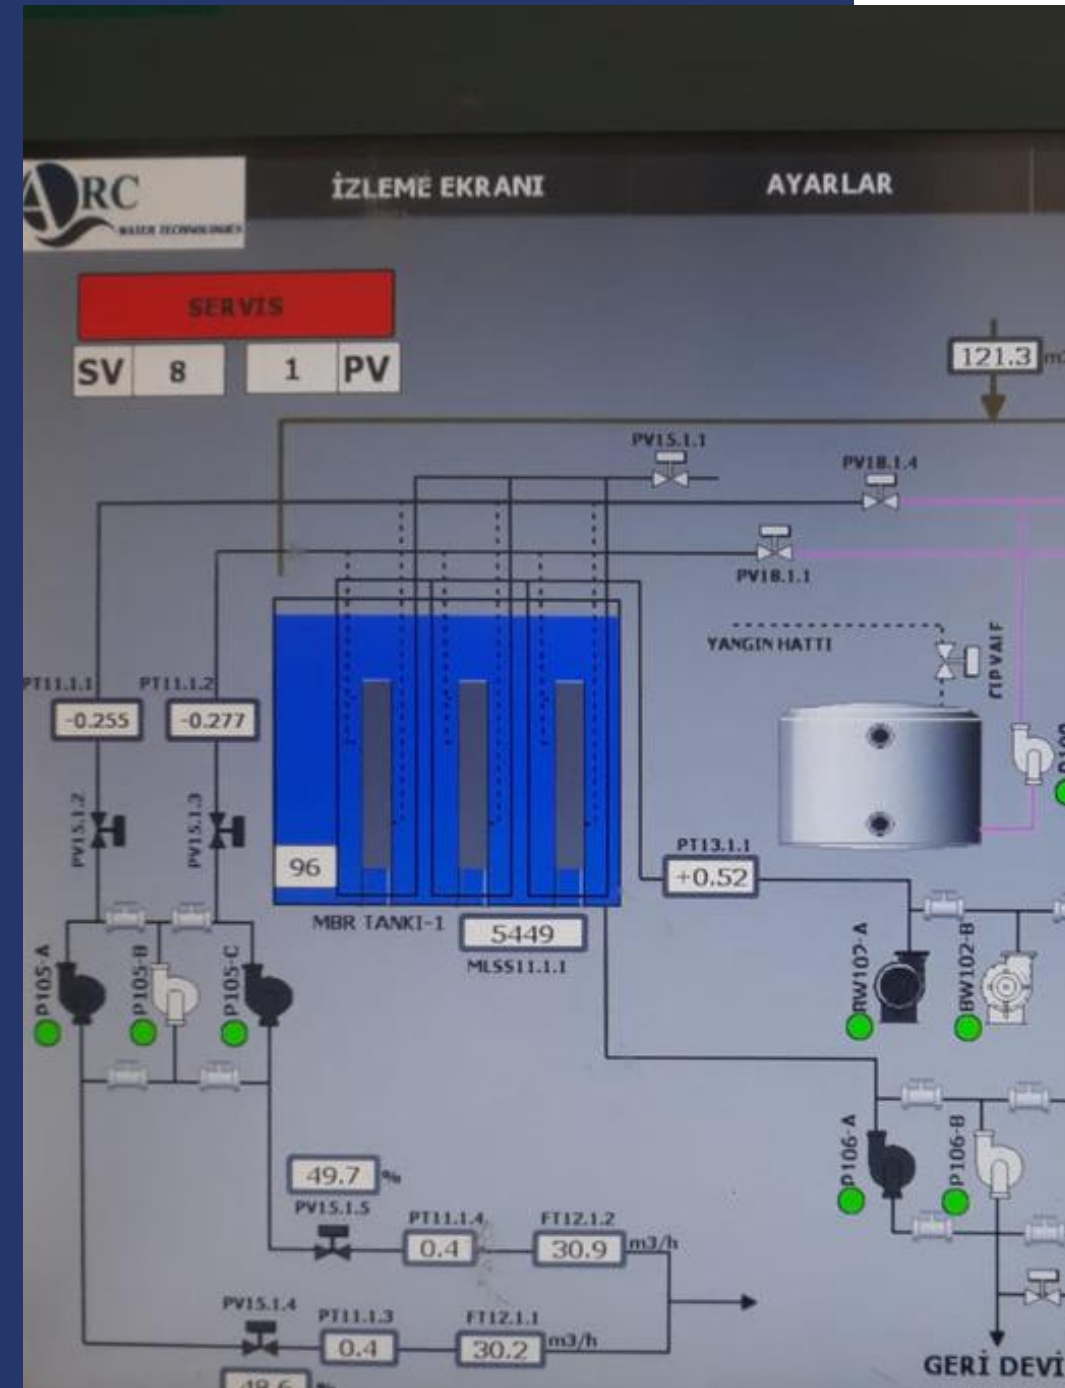 ARC
WATER TECHNOLOGIES
İZLEME EKRANI
AYARLAR
SERVİS
SV 8
1 PV
121.3
PV15.1.1
PV18.1.4
PV18.1.1
YANGIN HATTI
PT11.1.1
-0.255
PT11.1.2
-0.277
PV15.1.2
PV15.1.3
96
MBR TANKI-1
5449
MLSS11.1.1
PT13.1.1
+0.52
P105-A
P105-B
P105-C
BW102-B
P106-A
P106-B
49.7 %
PV15.1.5
PT11.1.4
0.4
FT12.1.2
30.9 m3/h
PV15.1.4
PT11.1.3
0.4
FT12.1.1
30.2 m3/h
48.6 %
GERİ DEVİ